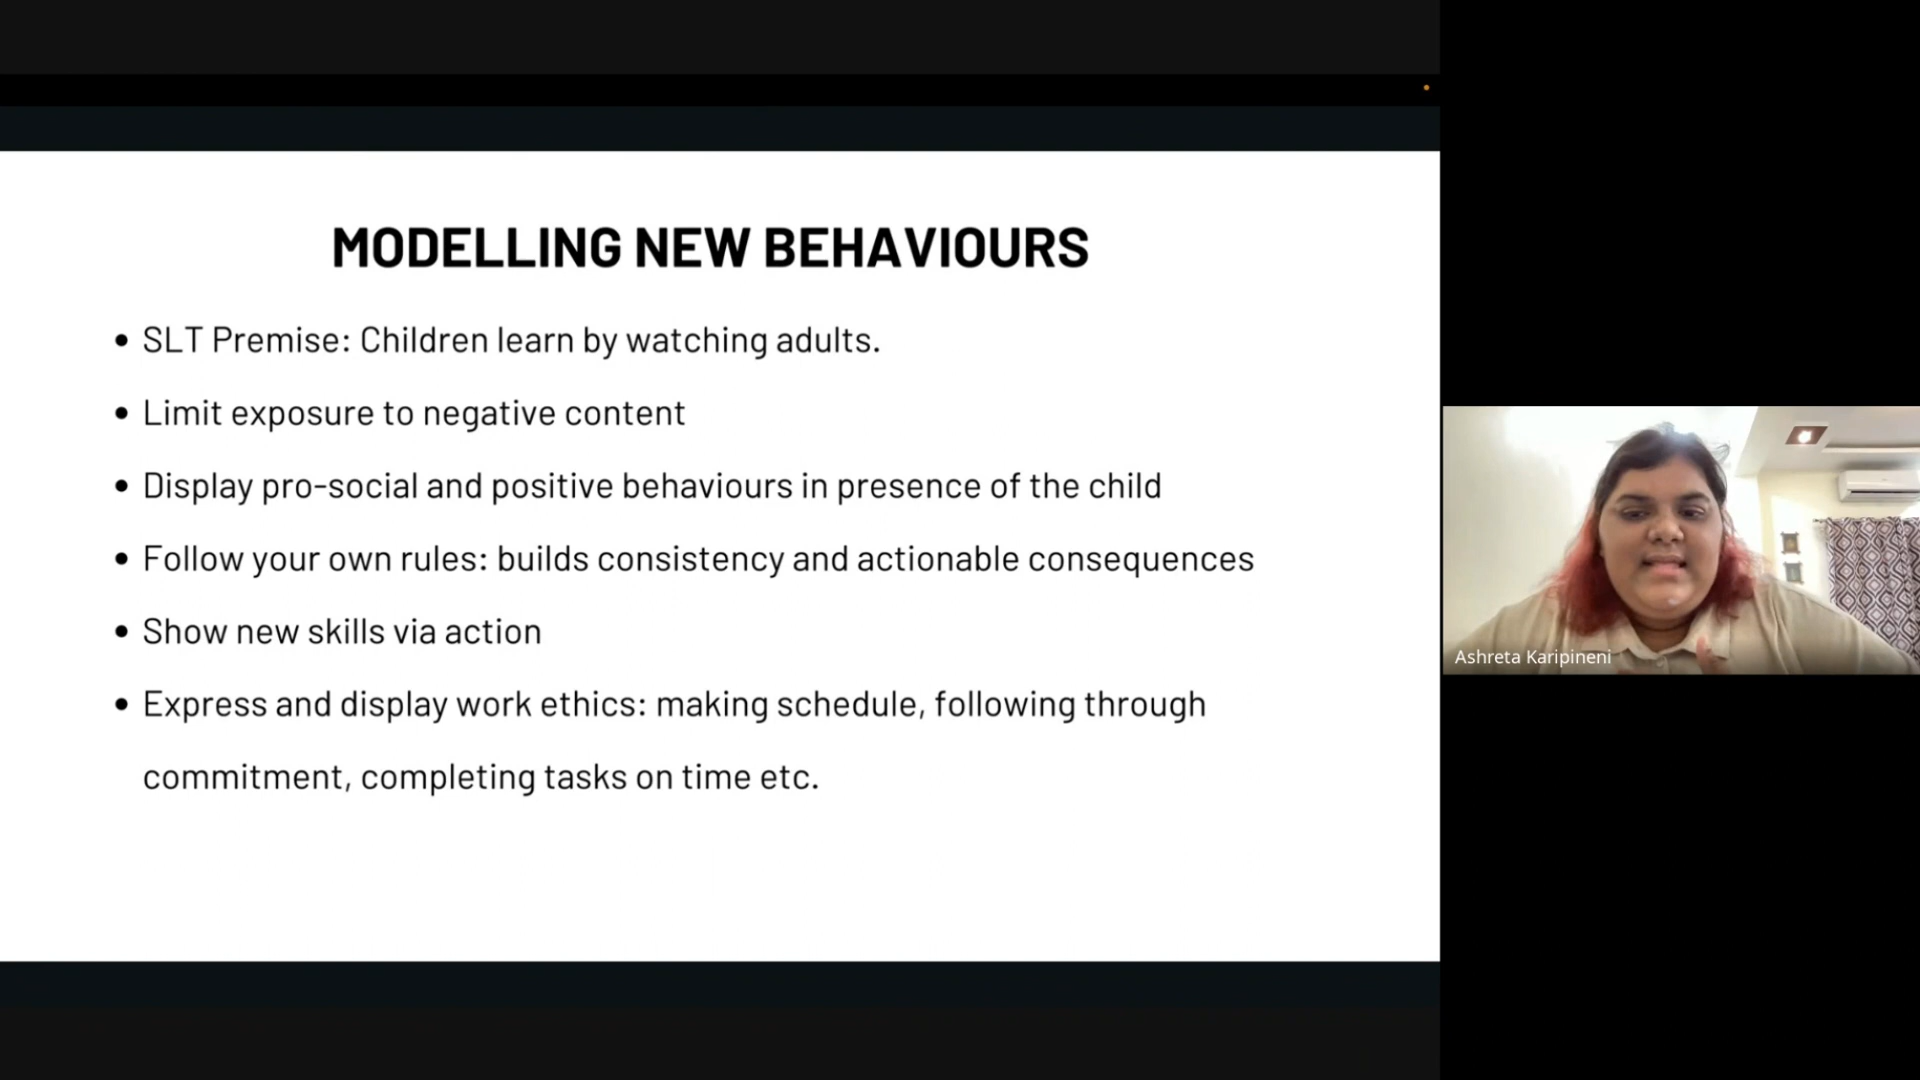 MODELLING NEW BEHAVIOURS
• SLT Premise: Children learn by watching adults.
• Limit exposure to negative content
• Display pro-social and positive behaviours in presence of the child
• Follow your own rules: builds consistency and actionable consequences
• Show new skills via action
• Express and display work ethics: making schedule, following through
commitment, completing tasks on time etc.
Ashreta Karipineni